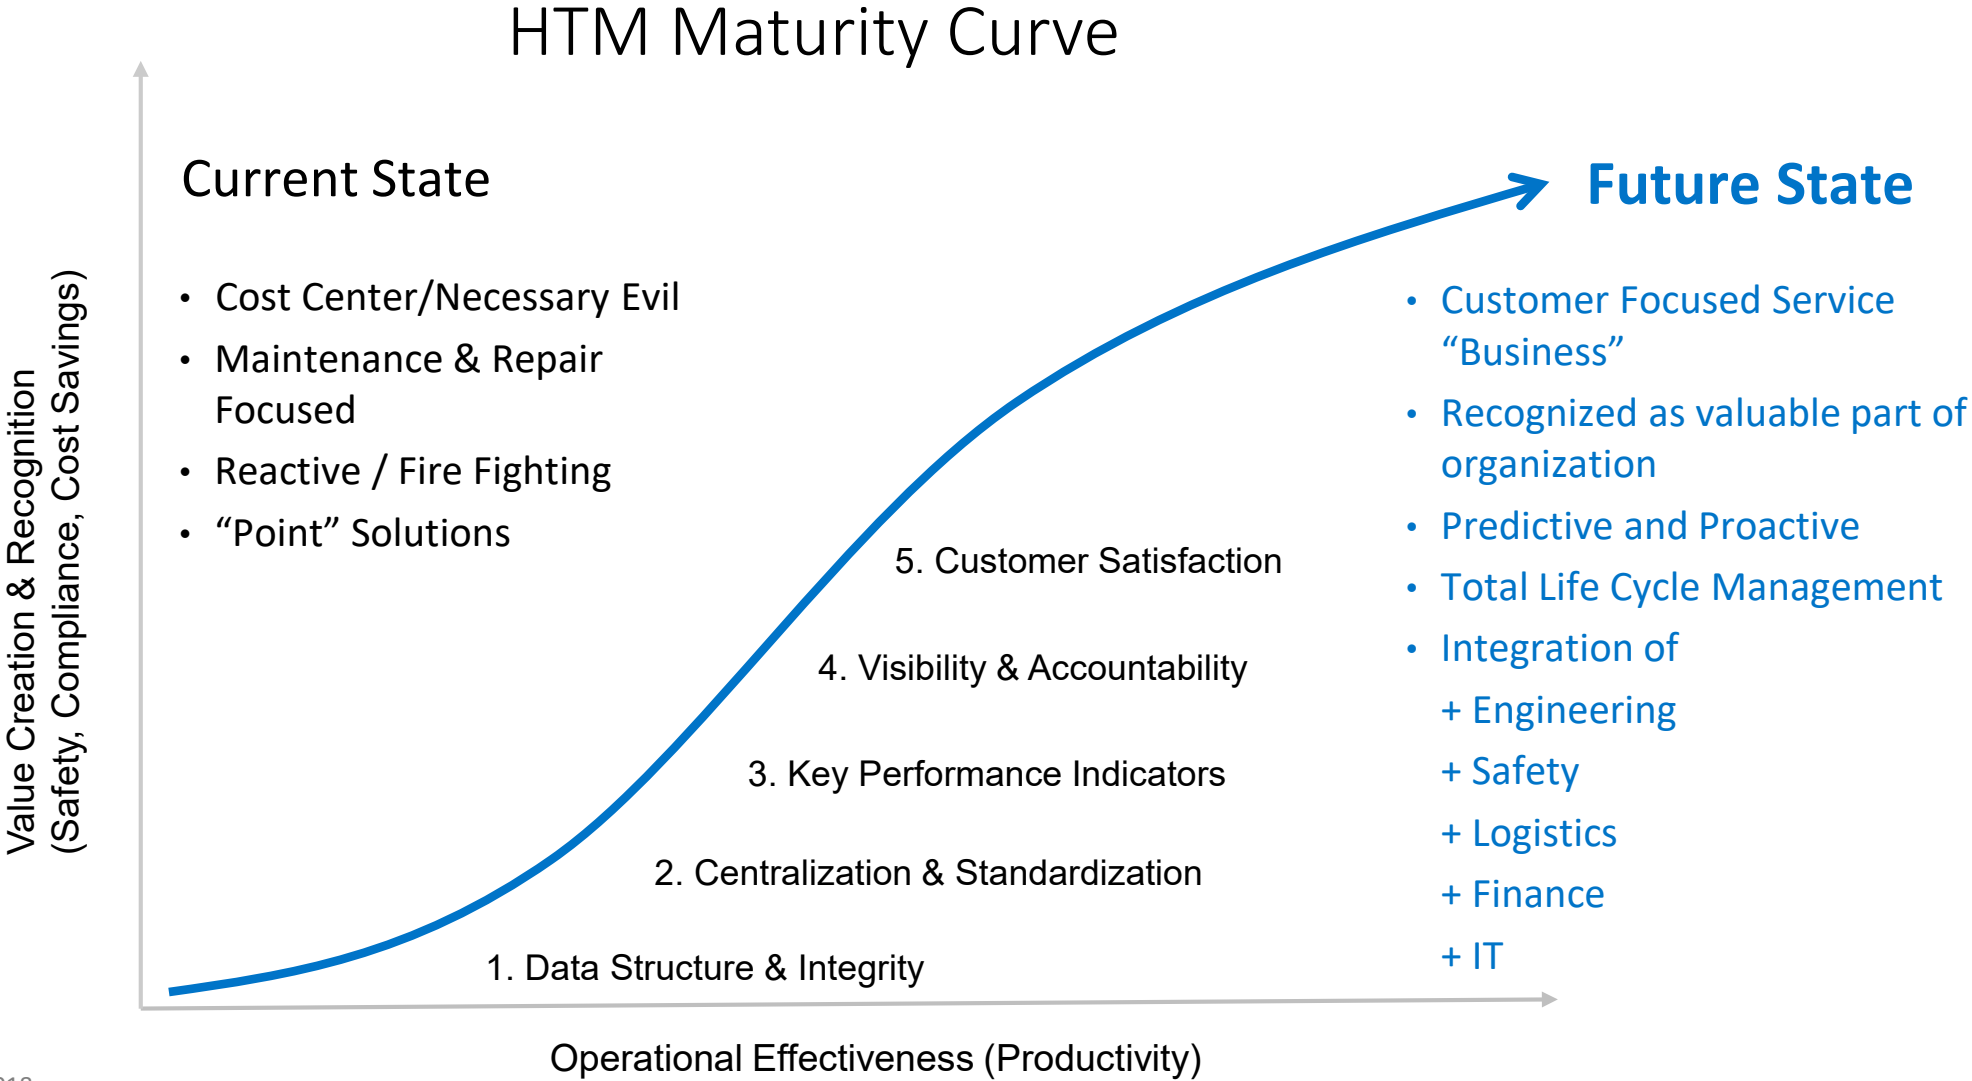 HTM Maturity Curve
Value Creation & Recognition
(Safety, Compliance, Cost Savings)
Current State
• Cost Center/Necessary Evil
• Maintenance & Repair
Focused
• Reactive / Fire Fighting
• “Point” Solutions
5. Customer Satisfaction
4. Visibility & Accountability
3. Key Performance Indicators
2. Centralization & Standardization
1. Data Structure & Integrity
Future State
• Customer Focused Service
“Business”
• Recognized as valuable part of
organization
• Predictive and Proactive
• Total Life Cycle Management
• Integration of
+ Engineering
+ Safety
+ Logistics
+ Finance
+ IT
Operational Effectiveness (Productivity)